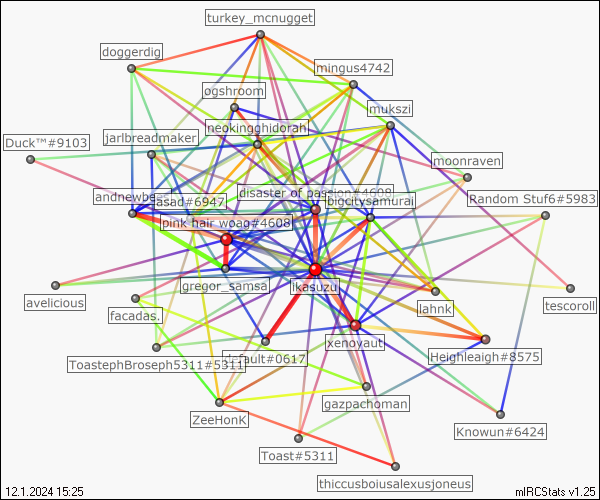 turkey_mcnugget
doggerdig
mingus4742
ogshroom
mukszi
neokingghidorah
Duck™#9103
jarlbreadmaker
moonraven
disaster of passion#4608
andnewbe
asad#6947
bigcitysamurai
Random Stuf6#5983
pink hair woag#4608
gregor_samsa
ikasuzu
avelicious
lahnk
tescoroll
facadas.
xenoyaut
default#0617
Heighleaigh#8575
ToastephBroseph5311#5311
gazpachoman
ZeeHonK
Knowun#6424
Toast#5311
thiccusboiusalexusjoneus
12.1.2024 15:25
mIRCStats v1.25